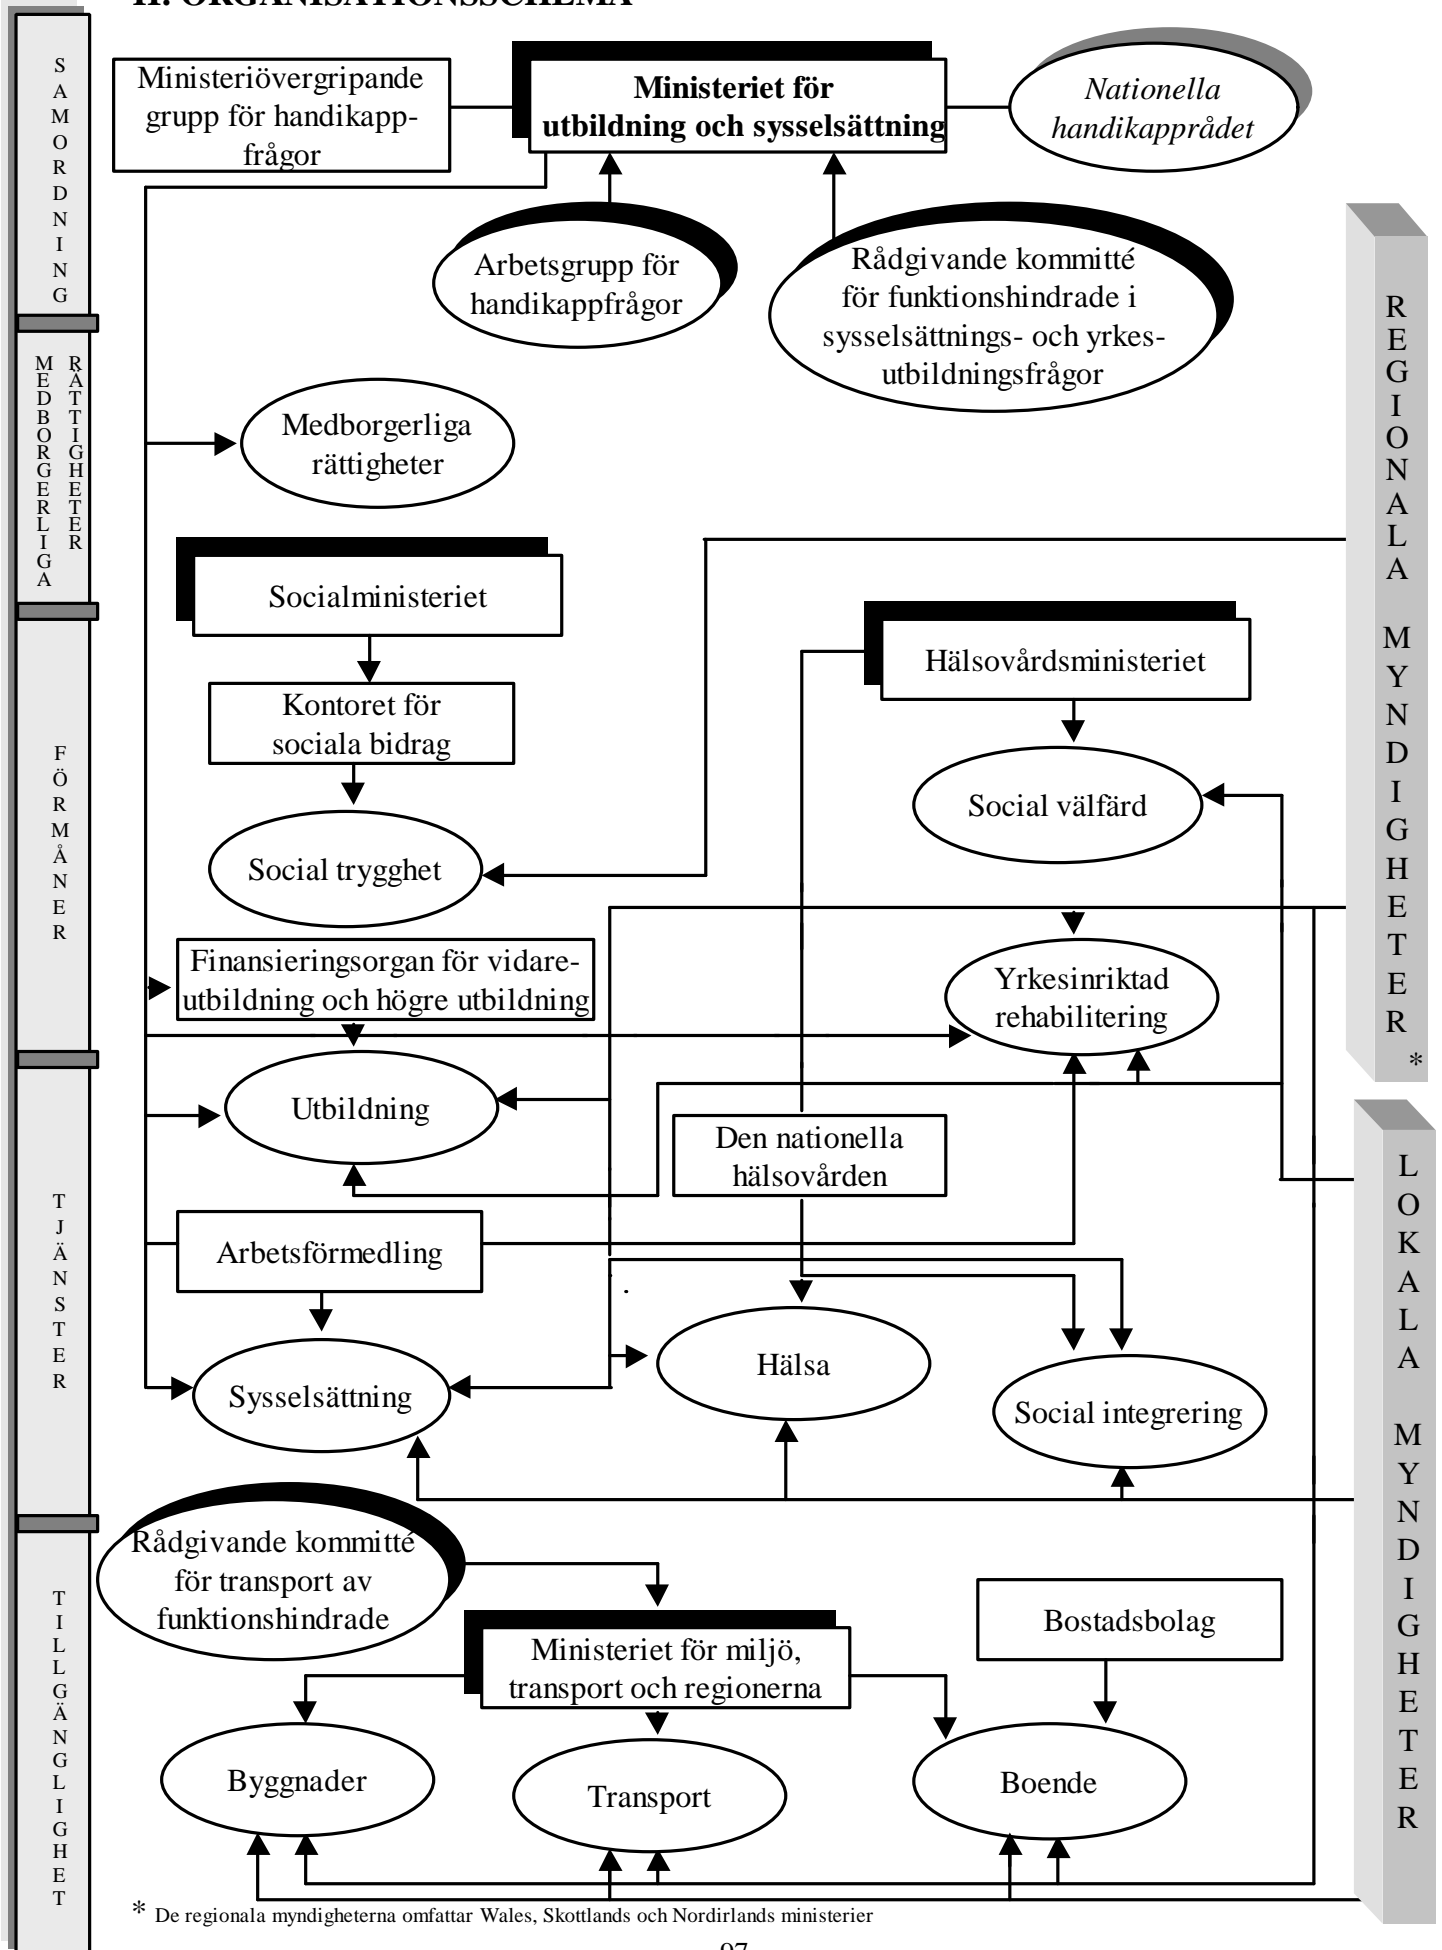 II. ORGANISATIONSSCHEMA
SAMORDNING
Ministeriövergripande
grupp för handikapp-
frågor
Ministeriet för
utbildning och sysselsättning
Nationella
handikapprådet
Arbetsgrupp för
handikappfrågor
Rådgivande kommitté
för funktionshindrade i
sysselsättnings- och yrkes-
utbildningsfrågor
REGIONALA MYNDIGHETER *
MEDBORGERLIGA
RÄTTIGHETER
Medborgerliga
rättigheter
FÖRMÅNER
Socialministeriet
Hälsovårdsministeriet
Kontoret för
sociala bidrag
Social välfärd
Social trygghet
Finansieringsorgan för vidare-
utbildning och högre utbildning
Yrkesinriktad
rehabilitering
TJÄNSTER
Utbildning
Den nationella
hälsovården
LOKALA MYNDIGHETER
Arbetsförmedling
Sysselsättning
Hälsa
Social integrering
TILLGÄNGLIGHET
Rådgivande kommitté
för transport av
funktionshindrade
Ministeriet för miljö,
transport och regionerna
Bostadsbolag
Byggnader
Transport
Boende
* De regionala myndigheterna omfattar Wales, Skottlands och Nordirlands ministerier
97